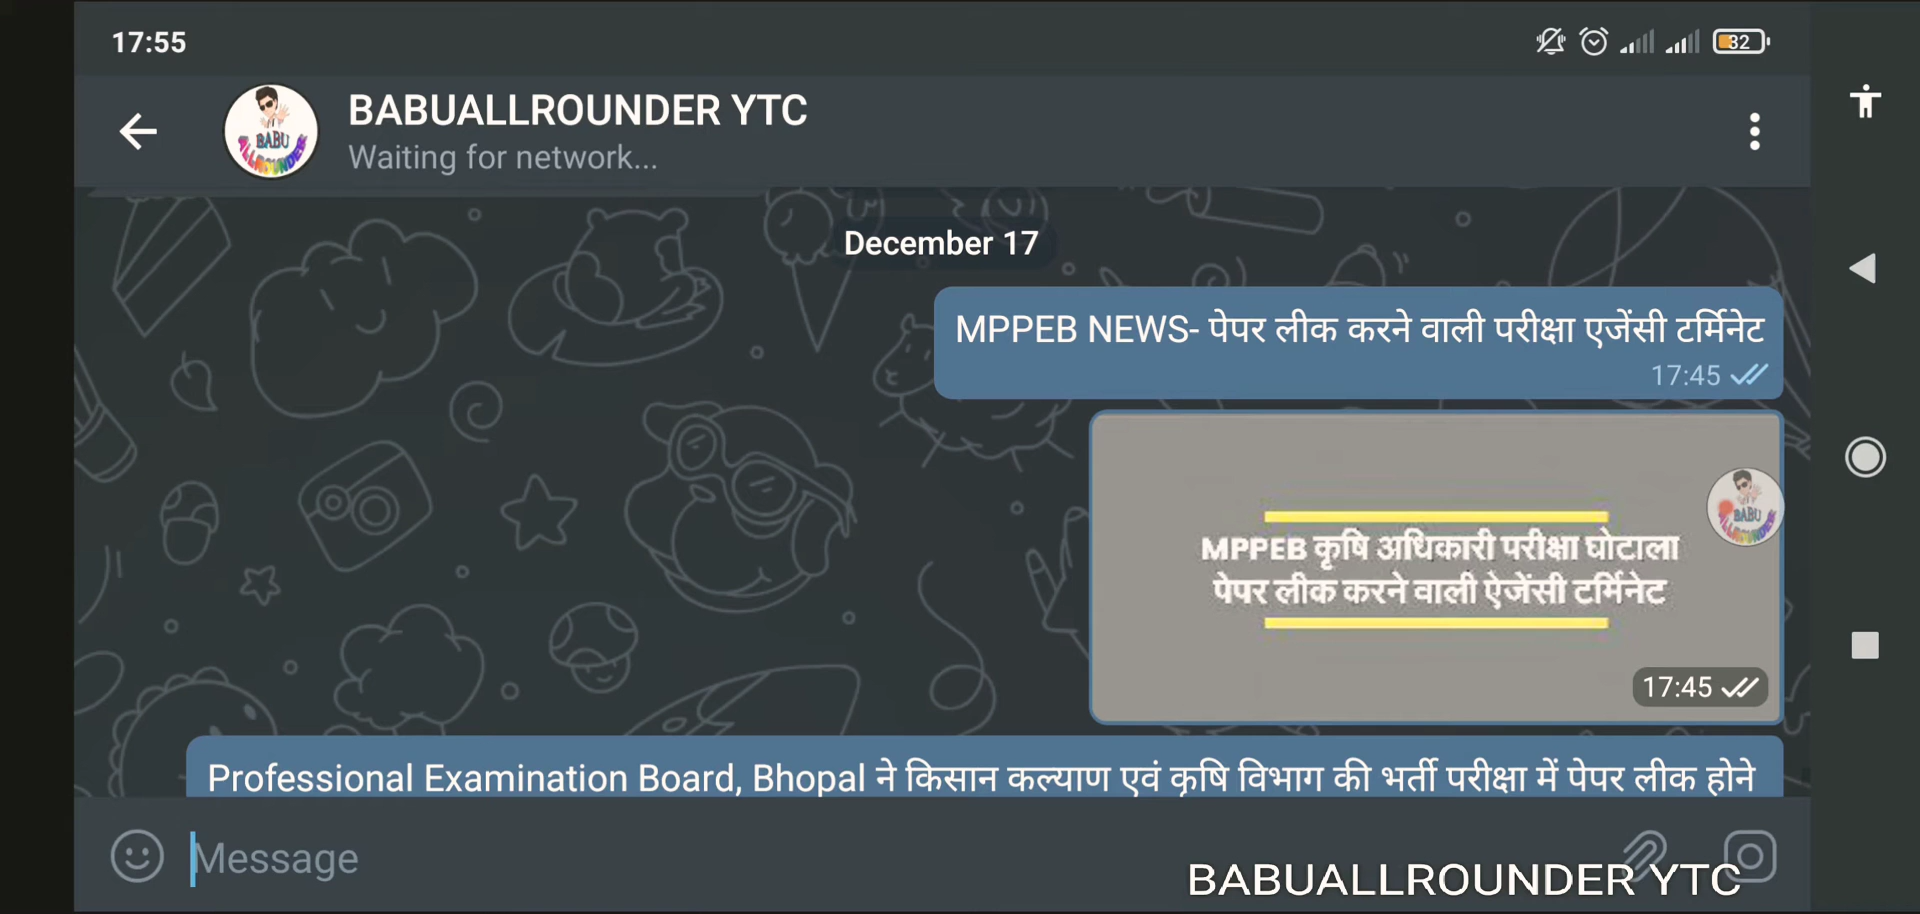 17:55
32
BABUALLROUNDER YTC
Waiting for network...
December 17
MPPEB NEWS- पेपर लीक करने वाली परीक्षा एजेंसी टर्मिनेट
17:45
BABU
MPPEB कृषि अधिकारी परीक्षा घोटाला
पेपर लीक करने वाली ऐजेंसी टर्मिनेट
17:45
Professional Examination Board, Bhopal ने किसान कल्याण एवं कृषि विभाग की भर्ती परीक्षा में पेपर लीक होने
Message
BABUALLROUNDER YTC